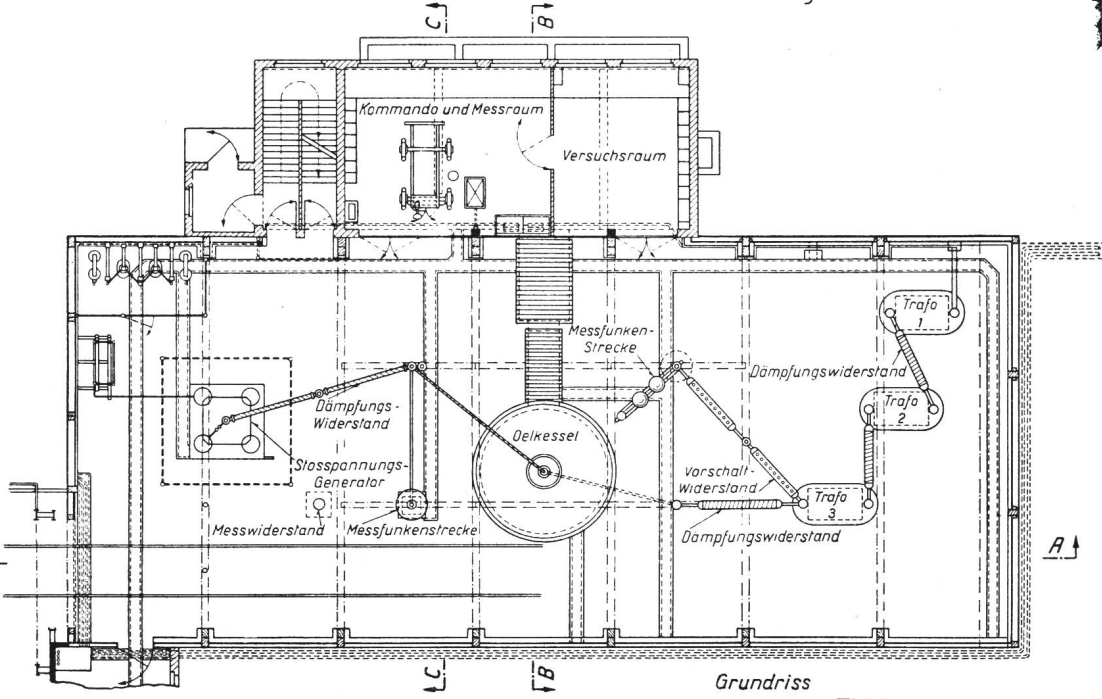 C B
Kommando und Messraum
Versuchsraum
Messfunken-
Strecke
Trafo
1
Dämpfungswiderstand
Trafo
2
Dämpfungs-
Widerstand
Oelkessel
Stosspannungs-
Generator
Vorschalt-
Widerstand
Trafo
3
Messwiderstand
Messfunkenstrecke
Dämpfungswiderstand
A
C B
Grundriss